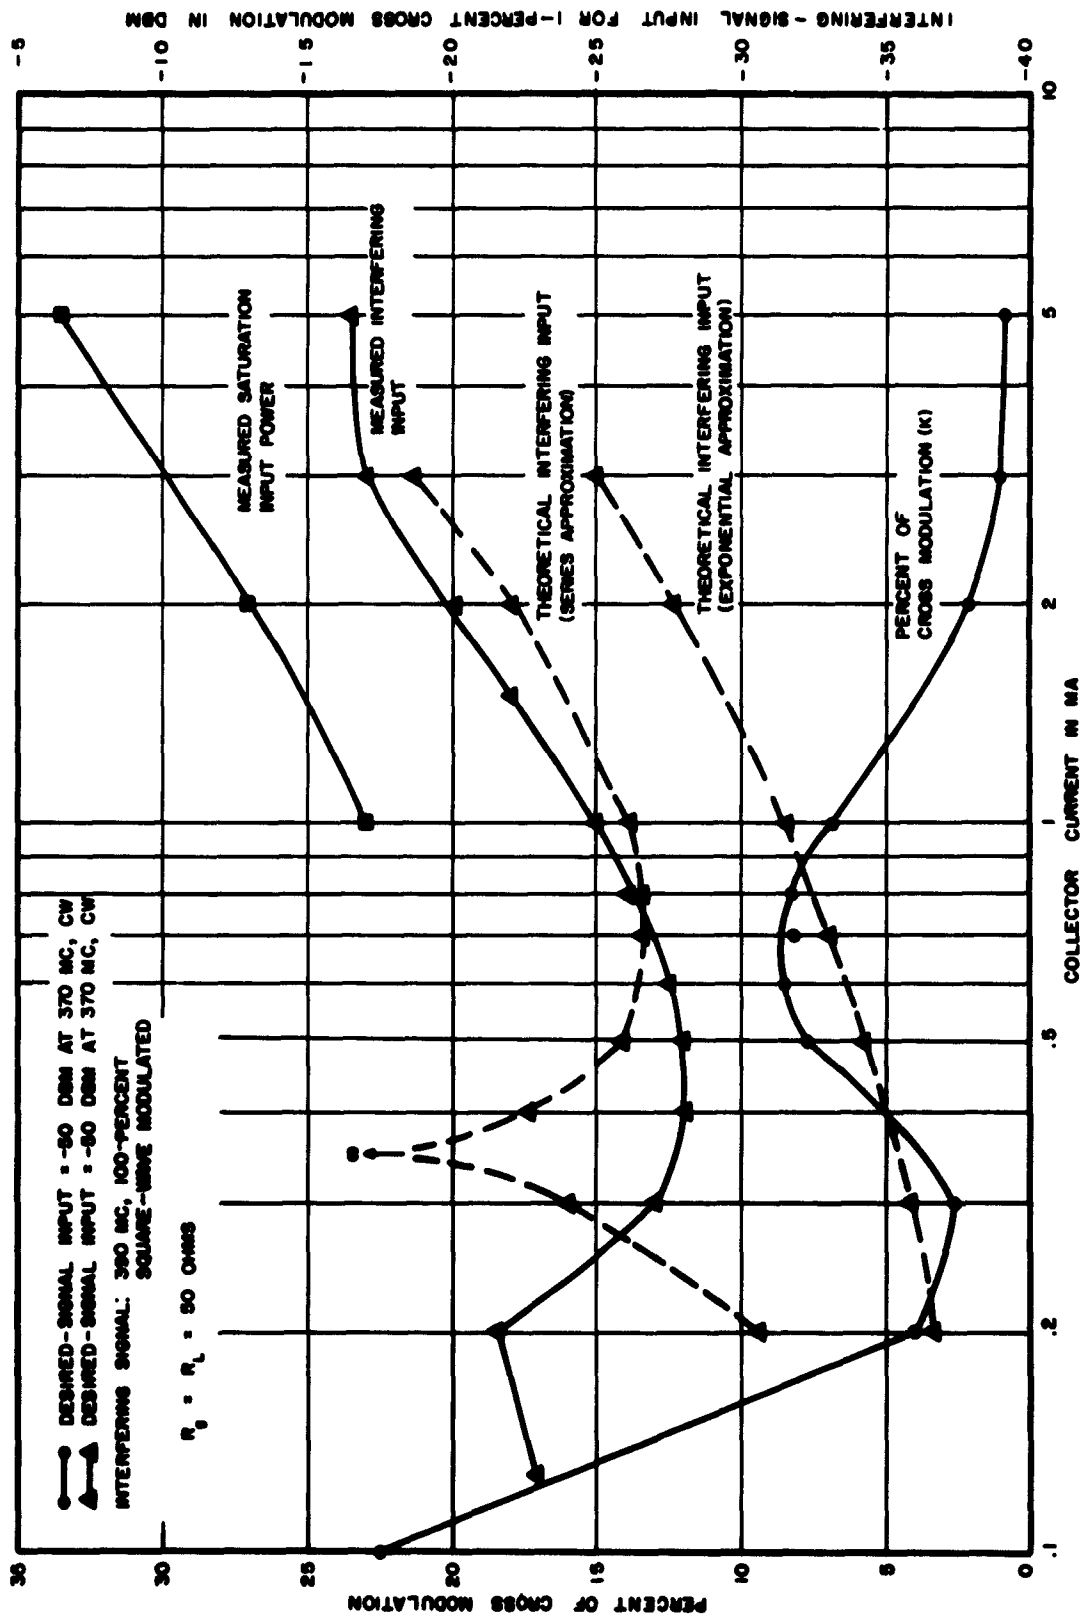 DESIRED-SIGNAL INPUT = -50 DBM AT 370 MC, CW
DESIRED-SIGNAL INPUT = -50 DBM AT 370 MC, CW
INTERFERING SIGNAL: 390 MC, 100-PERCENT
SQUARE-WAVE MODULATED
R_g = R_L = 50 OHMS
MEASURED SATURATION
INPUT POWER
MEASURED INTERFERING
INPUT
THEORETICAL INTERFERING INPUT
(SERIES APPROXIMATION)
THEORETICAL INTERFERING INPUT
(EXPONENTIAL APPROXIMATION)
PERCENT OF
CROSS MODULATION (K)
∞
PERCENT OF CROSS MODULATION
35
30
25
20
15
10
5
0
INTERFERING-SIGNAL INPUT FOR 1-PERCENT CROSS MODULATION IN DBM
-5
-10
-15
-20
-25
-30
-35
-40
.1
.2
.5
1
2
5
10
COLLECTOR CURRENT IN MA